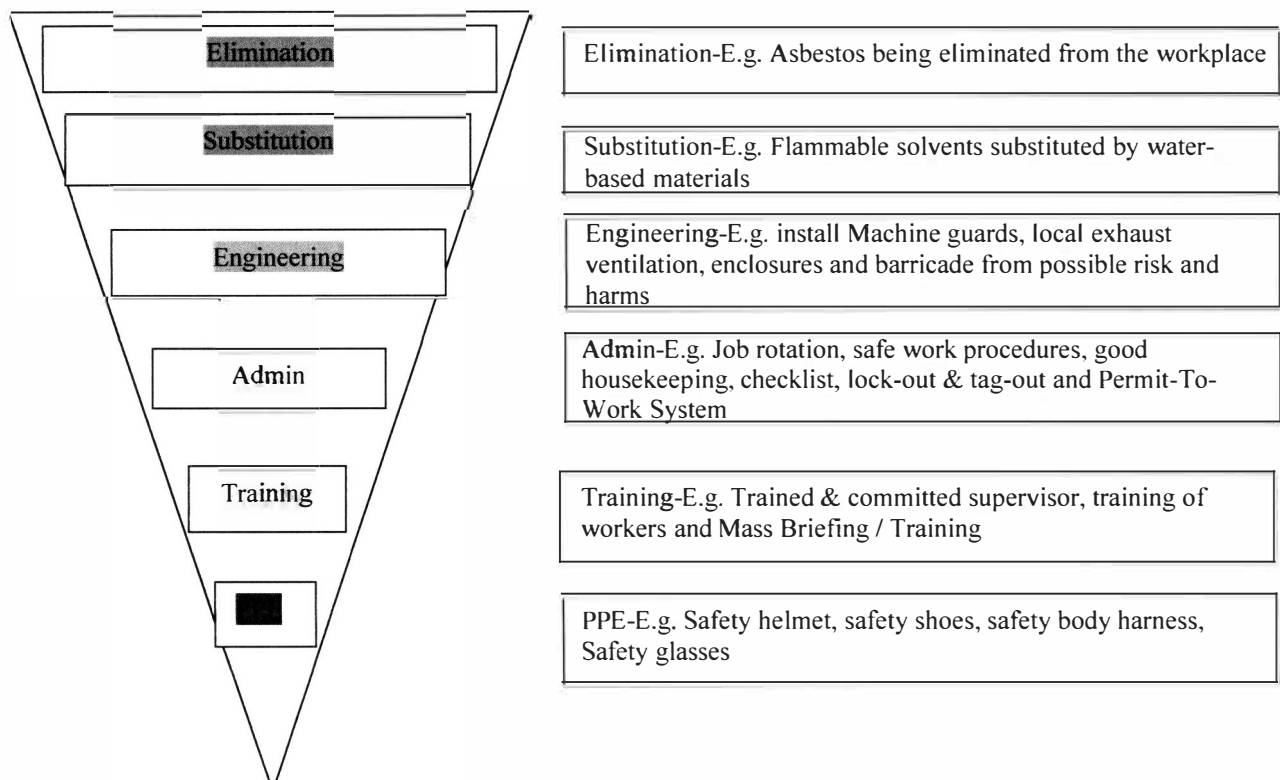 Elimination
Elimination-E.g. Asbestos being eliminated from the workplace
Substitution
Substitution-E.g. Flammable solvents substituted by water-
based materials
Engineering
Engineering-E.g. install Machine guards, local exhaust
ventilation, enclosures and barricade from possible risk and
harms
Admin
Admin-E.g. Job rotation, safe work procedures, good
housekeeping, checklist, lock-out & tag-out and Permit-To-
Work System
Training
Training-E.g. Trained & committed supervisor, training of
workers and Mass Briefing / Training
PPE-E.g. Safety helmet, safety shoes, safety body harness,
Safety glasses